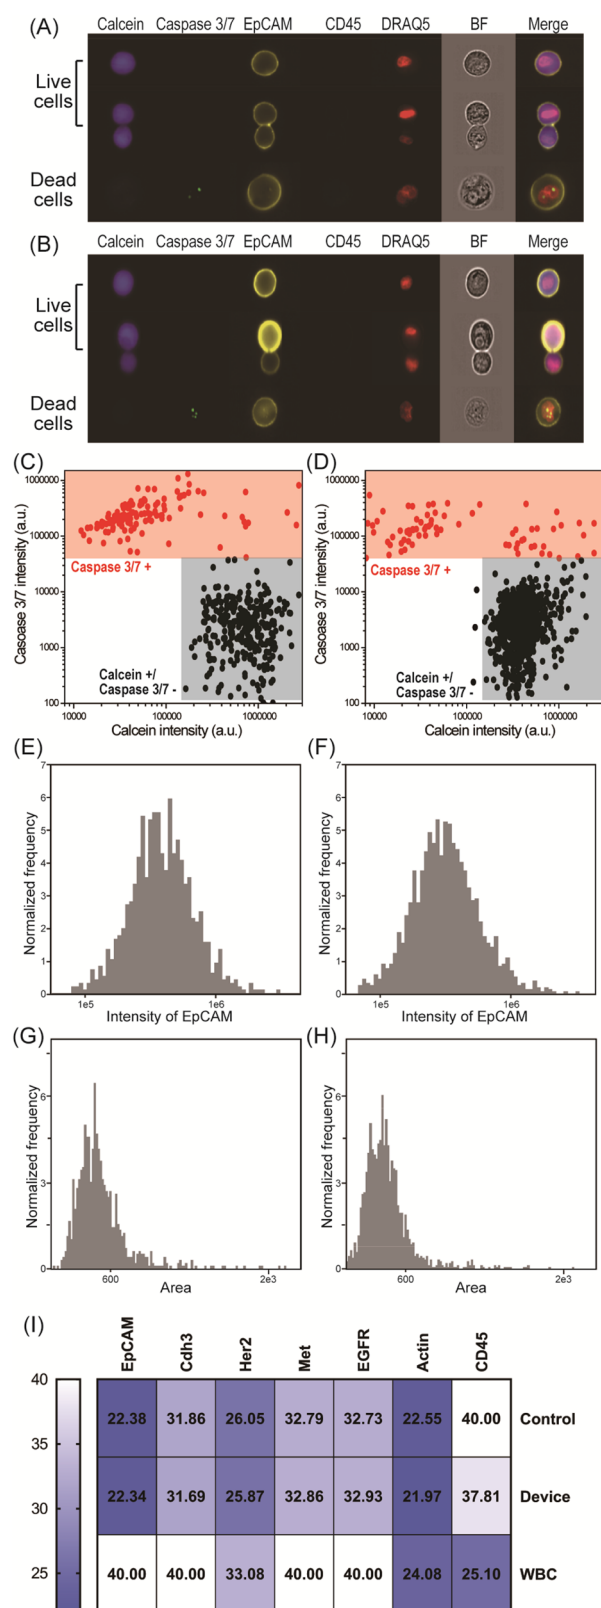 (A)
Calcein Caspase 3/7 EpCAM CD45 DRAQ5 BF Merge
Live
cells
Dead
cells
(B)
Calcein Caspase 3/7 EpCAM CD45 DRAQ5 BF Merge
Live
cells
Dead
cells
(C)
1000000
100000
10000
1000
100
Casoase 3/7 intensity (a.u.)
Caspase 3/7 +
Calcein +/
Caspase 3/7 -
10000 100000 1000000
Calcein intensity (a.u.)
(D)
1000000
100000
10000
1000
100
Caspase 3/7 intensity (a.u.)
Caspase 3/7 +
Calcein +/
Caspase 3/7 -
10000 100000 1000000
Calcein intensity (a.u.)
(E)
7
6
5
4
3
2
1
0
Normalized frequency
1e5 1e6
Intensity of EpCAM
(F)
7
6
5
4
3
2
1
0
Normalized frequency
1e5 1e6
Intensity of EpCAM
(G)
6
3
0
Normalized frequency
600 2e3
Area
(H)
6
3
0
Normalized frequency
600 2e3
Area
(I)
EpCAM Cdh3 Her2 Met EGFR Actin CD45
40
35
30
25
22.38 31.86 26.05 32.79 32.73 22.55 40.00 Control
22.34 31.69 25.87 32.86 32.93 21.97 37.81 Device
40.00 40.00 33.08 40.00 40.00 24.08 25.10 WBC